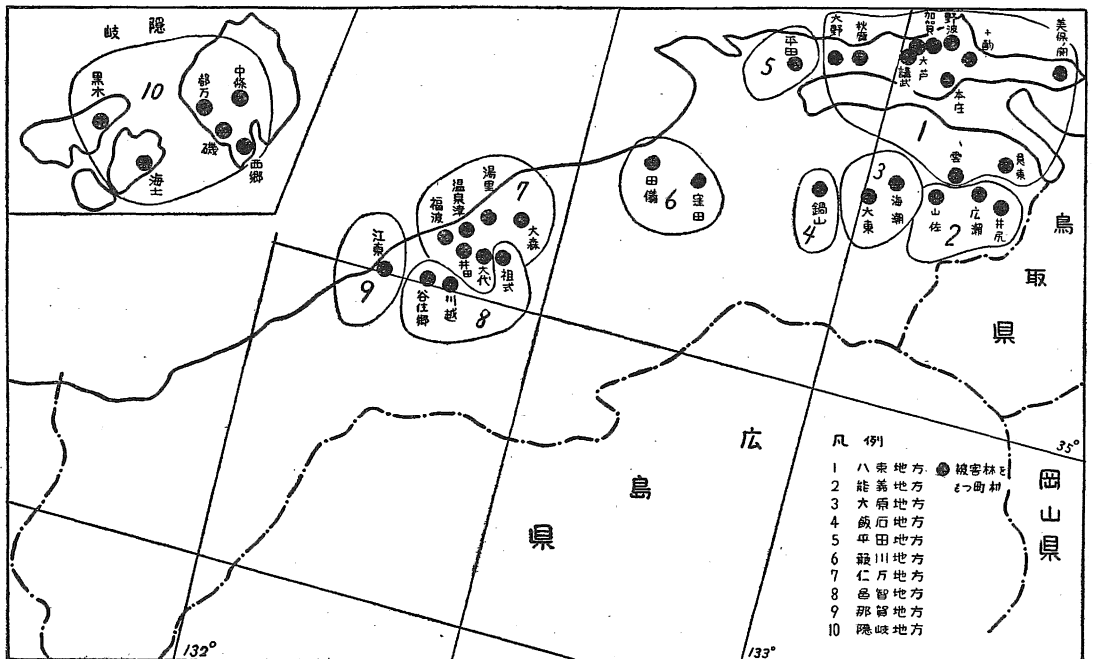 隠岐
10
黒木
都万
中條
磯
西郷
海士
5
平田
大野
秋鹿
加賀
野波
講武
大芦
本庄
美保ノ関
1
意東
2
山佐
広瀬
井尻
3
大東
海潮
4
鍋山
6
田儀
窪田
7
福波
温泉津
湯里
大森
井田
大代
祖式
8
谷住郷
川越
9
江東
鳥取県
広島県
岡山県
35°
132°
133°
凡例
1 八束地方
2 能義地方
3 大原地方
4 飯石地方
5 平田地方
6 簸川地方
7 仁万地方
8 邑智地方
9 那賀地方
10 隠岐地方
被害林を
もつ町村